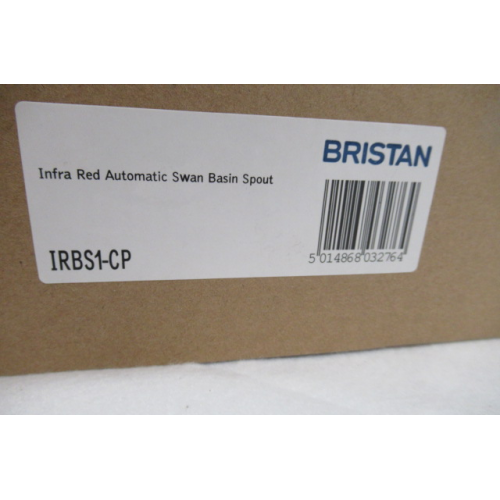 BRISTAN
Infra Red Automatic Swan Basin Spout
IRBS1-CP
5 014868 032764